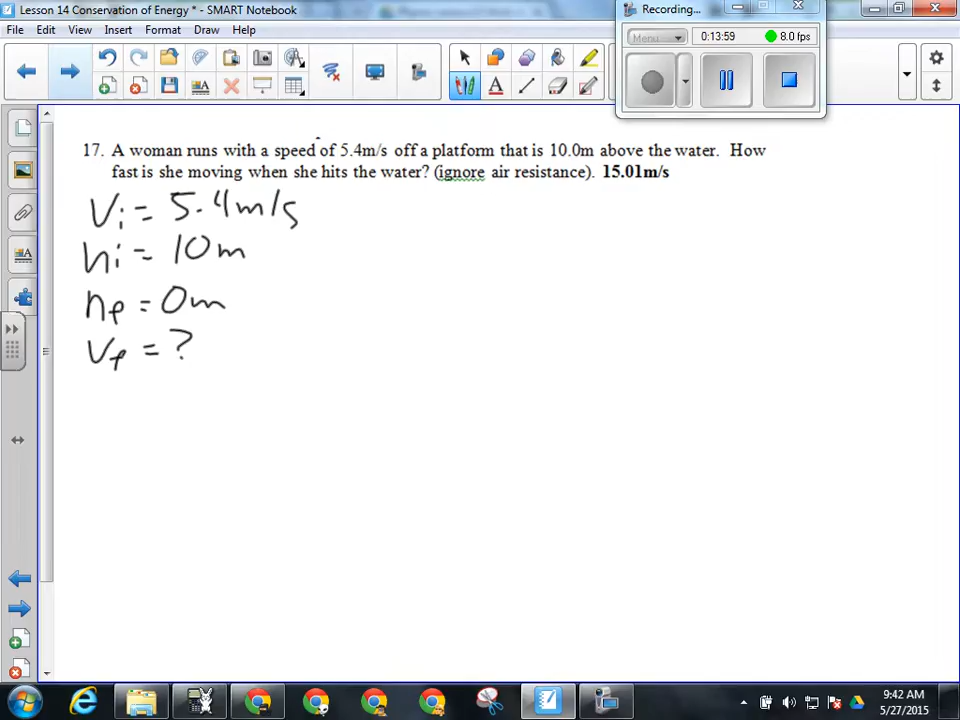 Lesson 14 Conservation of Energy * - SMART Notebook
Recording...
File Edit View Insert Format Draw Help
Menu
0:13:59
8.0 fps
17. A woman runs with a speed of 5.4m/s off a platform that is 10.0m above the water. How
fast is she moving when she hits the water? (ignore air resistance). 15.01m/s
Vi = 5.4m/s
hi = 10m
hf = 0m
Vf = ?
9:42 AM
5/27/2015